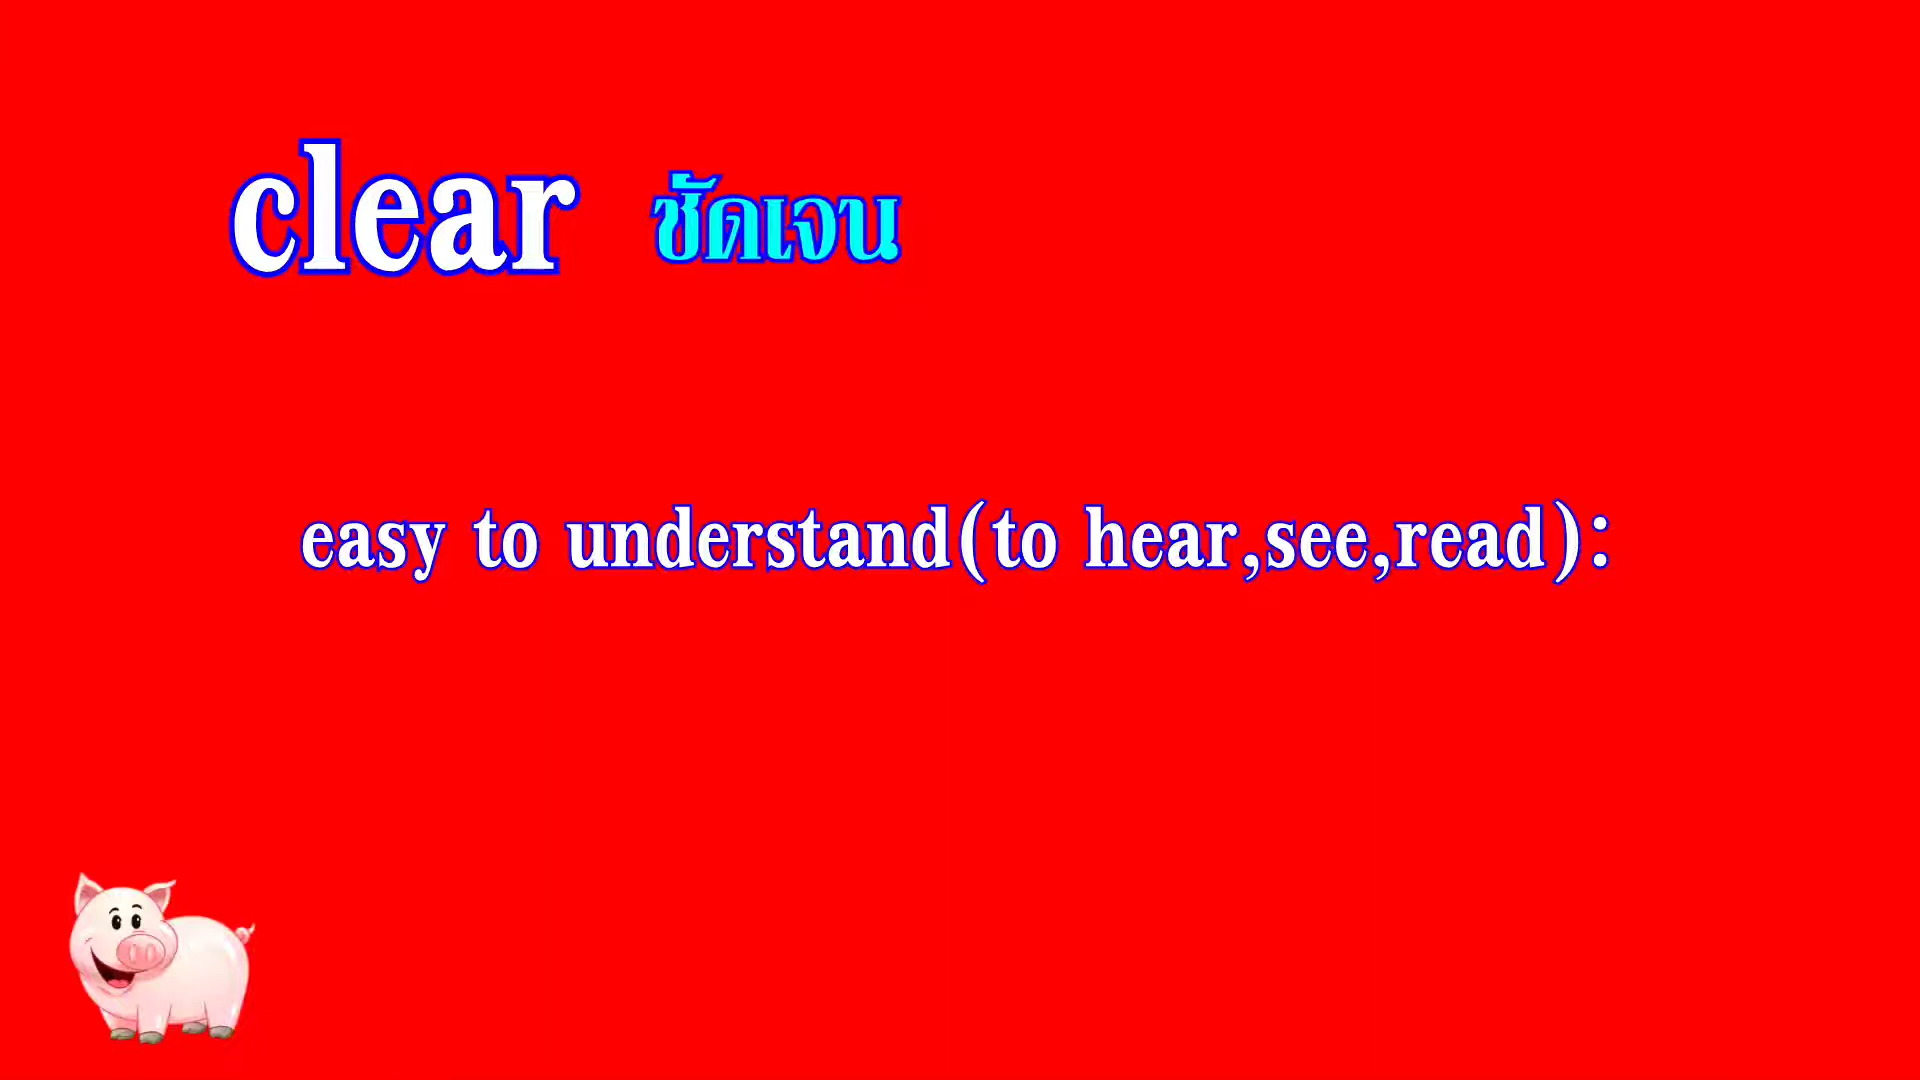 clear ชัดเจน
easy to understand(to hear,see,read):